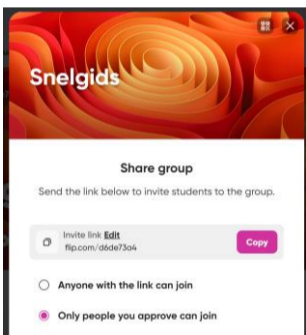 Snelgids
Share group
Send the link below to invite students to the group.
Invite link Edit
flip.com/d6de73a4
Copy
Anyone with the link can join
Only people you approve can join